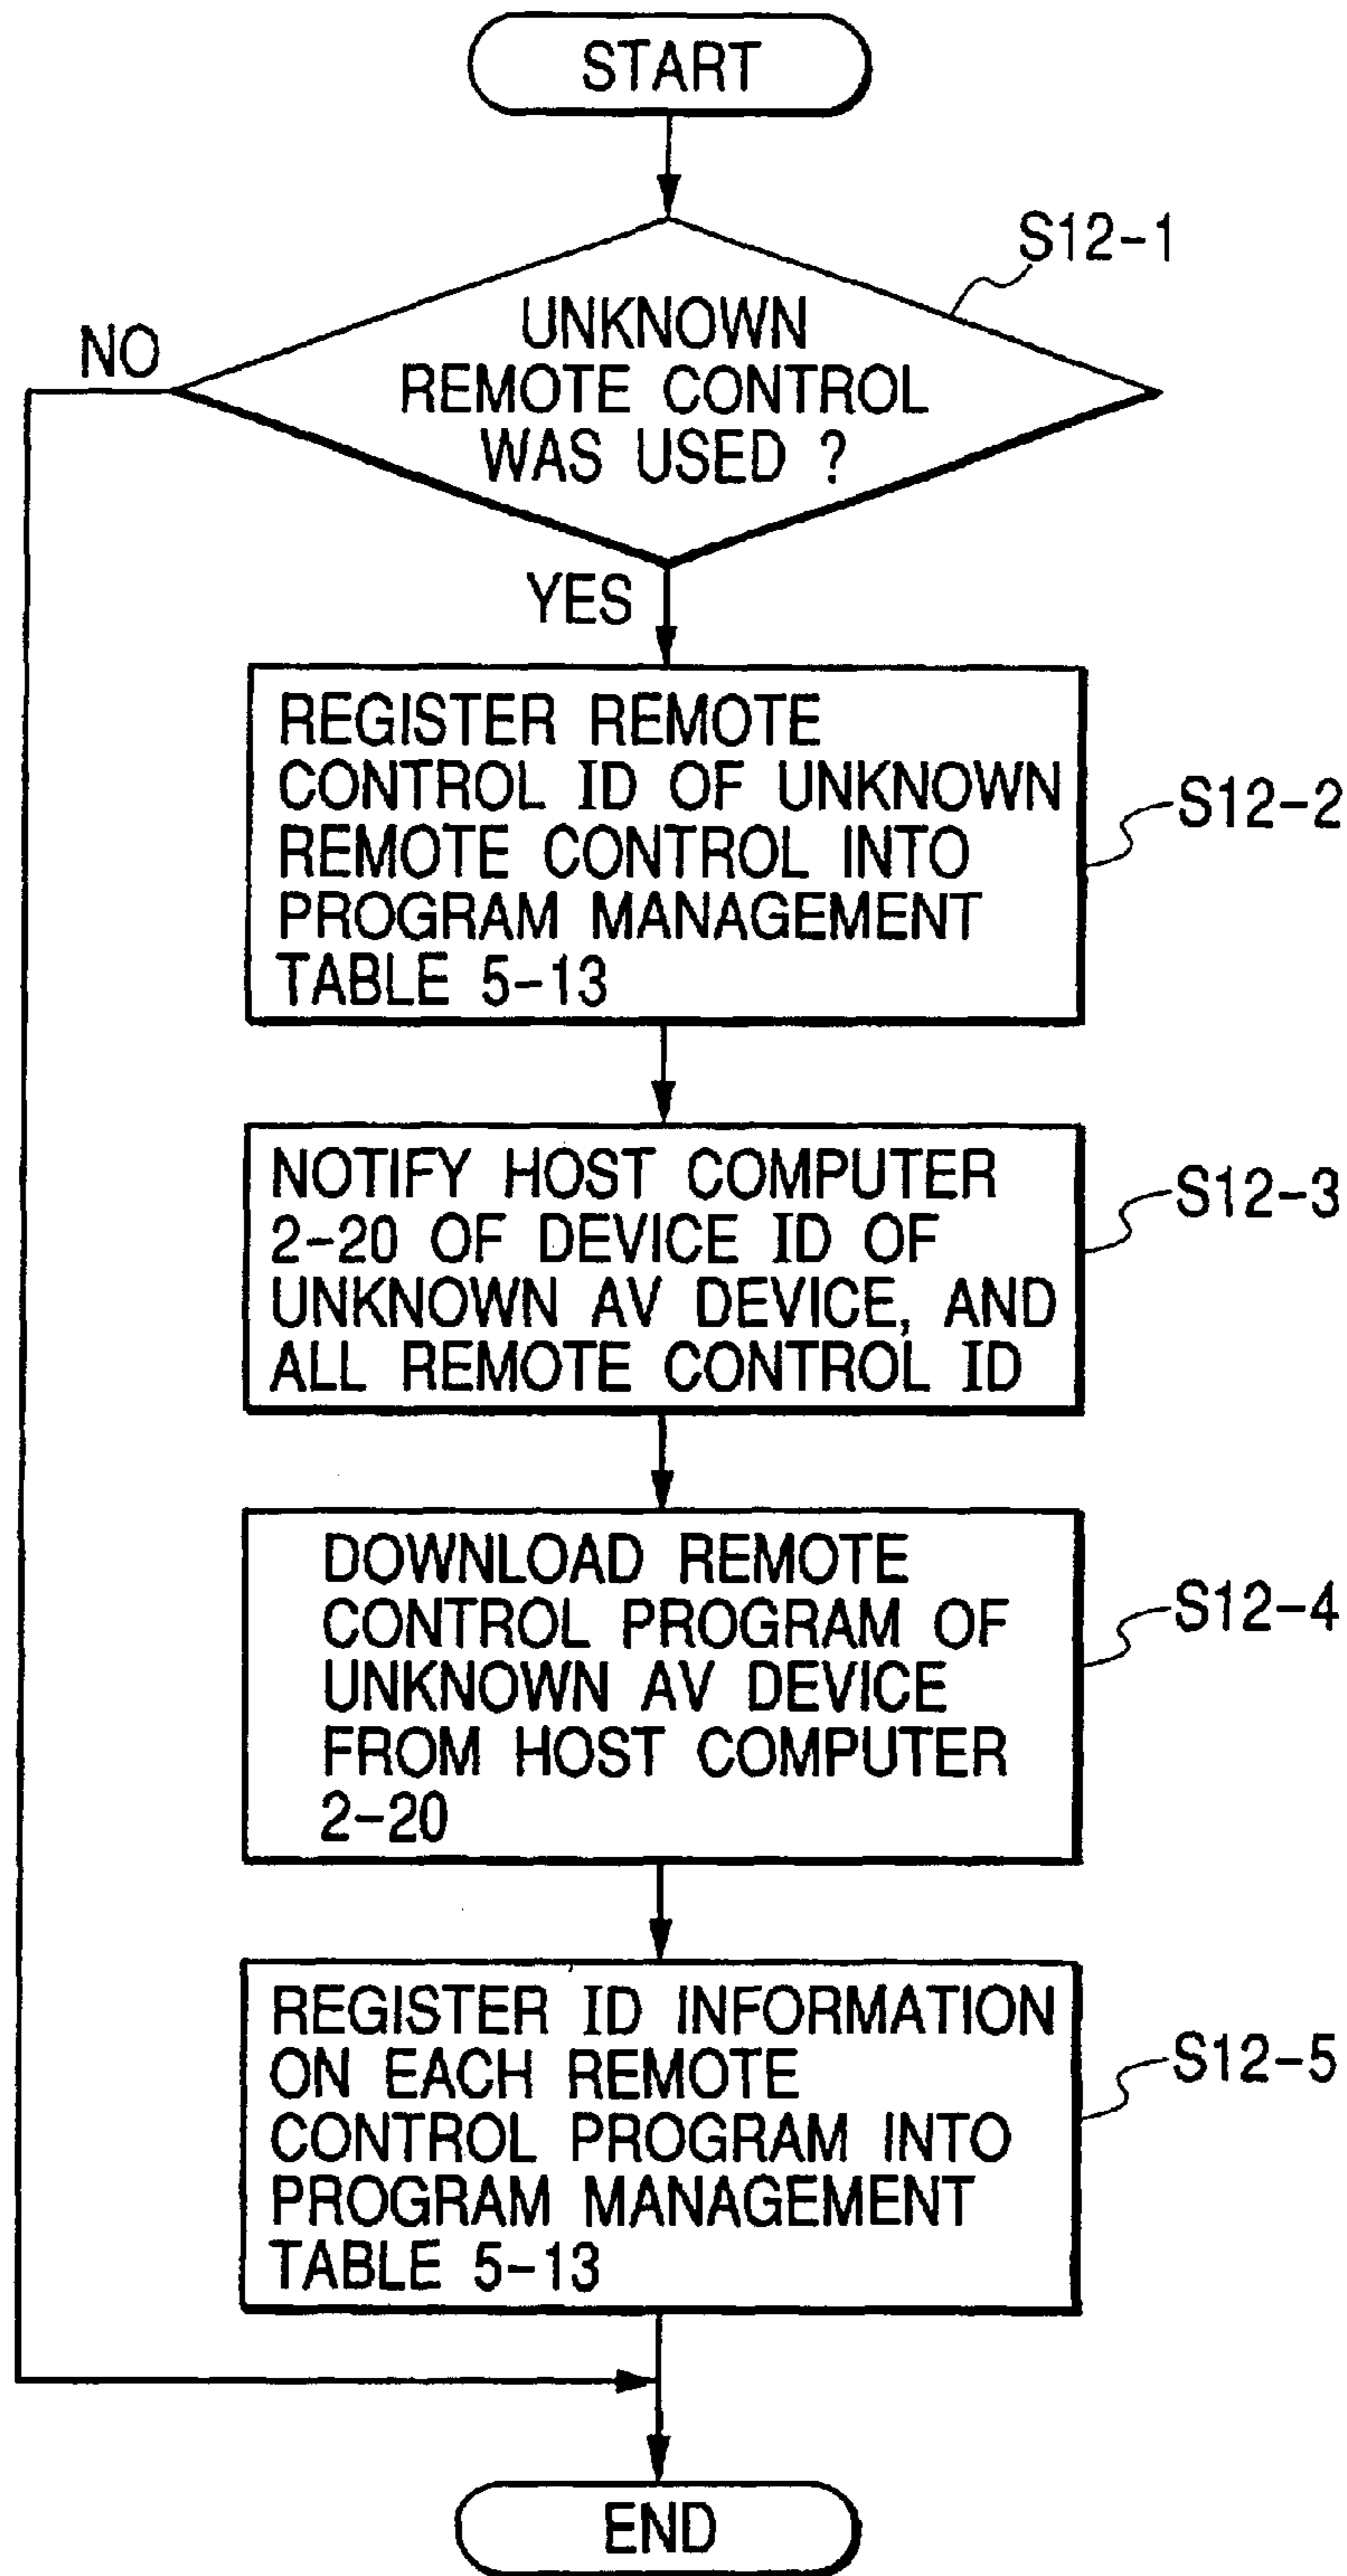 START
S12-1
UNKNOWN
REMOTE CONTROL
WAS USED ?
NO
YES
REGISTER REMOTE
CONTROL ID OF UNKNOWN
REMOTE CONTROL INTO
PROGRAM MANAGEMENT
TABLE 5-13
S12-2
NOTIFY HOST COMPUTER
2-20 OF DEVICE ID OF
UNKNOWN AV DEVICE, AND
ALL REMOTE CONTROL ID
S12-3
DOWNLOAD REMOTE
CONTROL PROGRAM OF
UNKNOWN AV DEVICE
FROM HOST COMPUTER
2-20
S12-4
REGISTER ID INFORMATION
ON EACH REMOTE
CONTROL PROGRAM INTO
PROGRAM MANAGEMENT
TABLE 5-13
S12-5
END